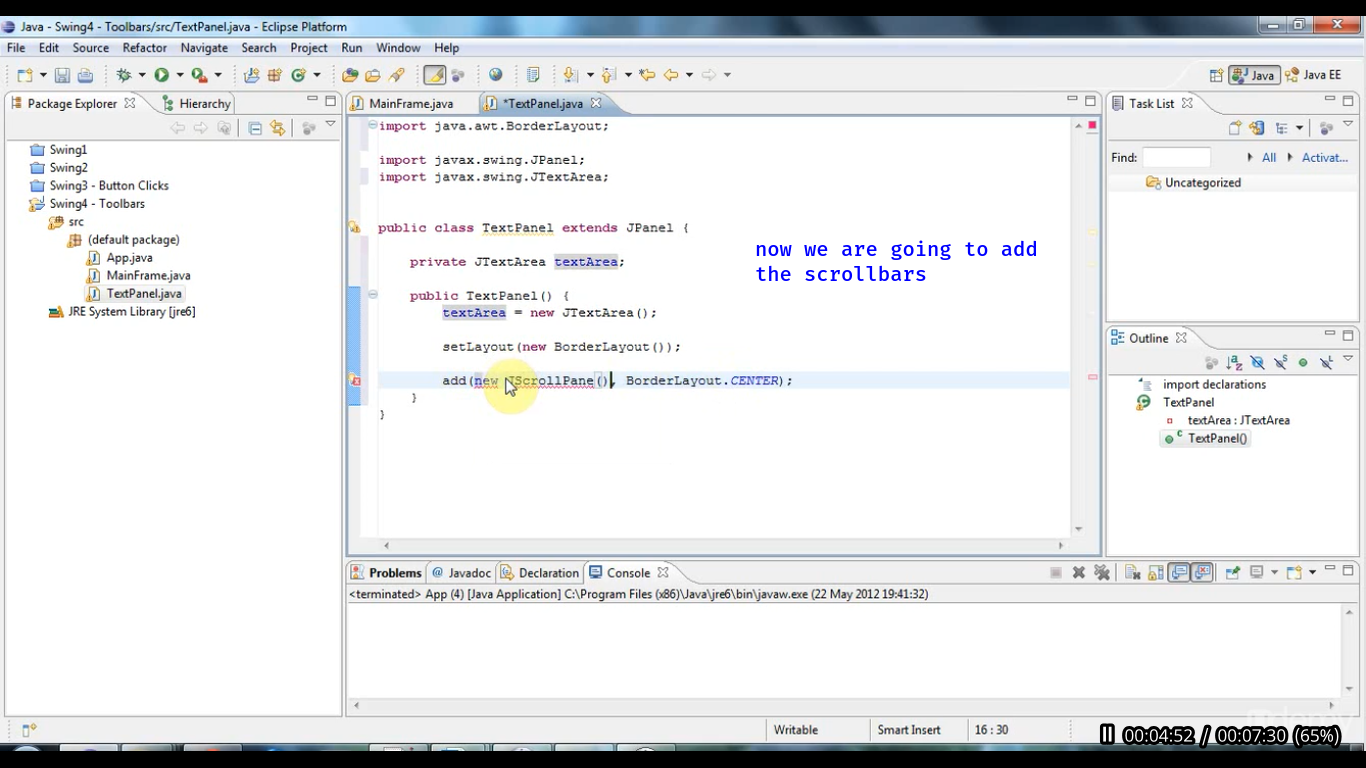 Java - Swing4 - Toolbars/src/TextPanel.java - Eclipse Platform
File Edit Source Refactor Navigate Search Project Run Window Help
Java Java EE
Package Explorer Hierarchy
Swing1
Swing2
Swing3 - Button Clicks
Swing4 - Toolbars
src
(default package)
App.java
MainFrame.java
TextPanel.java
JRE System Library [jre6]
MainFrame.java *TextPanel.java
import java.awt.BorderLayout;
import javax.swing.JPanel;
import javax.swing.JTextArea;
public class TextPanel extends JPanel {
private JTextArea textArea;
public TextPanel() {
textArea = new JTextArea();
setLayout(new BorderLayout());
add(new JScrollPane(), BorderLayout.CENTER);
}
}
now we are going to add
the scrollbars
Task List
Find: All Activat...
Uncategorized
Outline
import declarations
TextPanel
textArea : JTextArea
TextPanel()
Problems @ Javadoc Declaration Console
<terminated> App (4) [Java Application] C:\Program Files (x86)\Java\jre6\bin\javaw.exe (22 May 2012 19:41:32)
Writable Smart Insert 16 : 30
00:04:52 / 00:07:30 (65%)